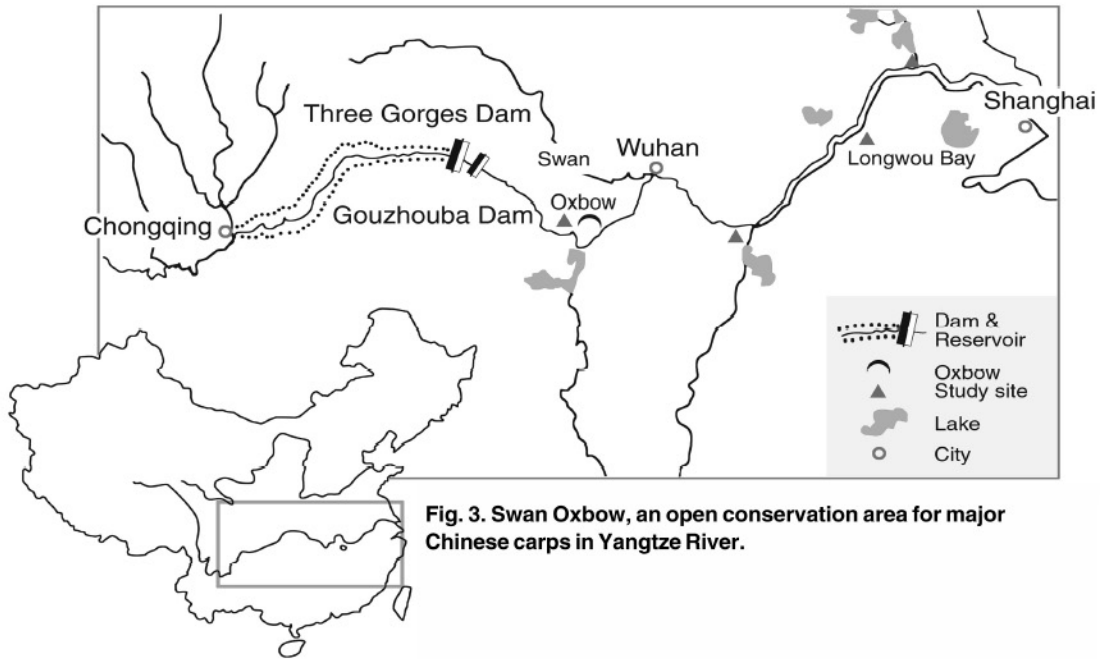 Three Gorges Dam
Shanghai
Wuhan
Swan
Longwou Bay
Oxbow
Gouzhouba Dam
Chongqing
Dam &
Reservoir
Oxbow
Study site
Lake
City
Fig. 3. Swan Oxbow, an open conservation area for major
Chinese carps in Yangtze River.